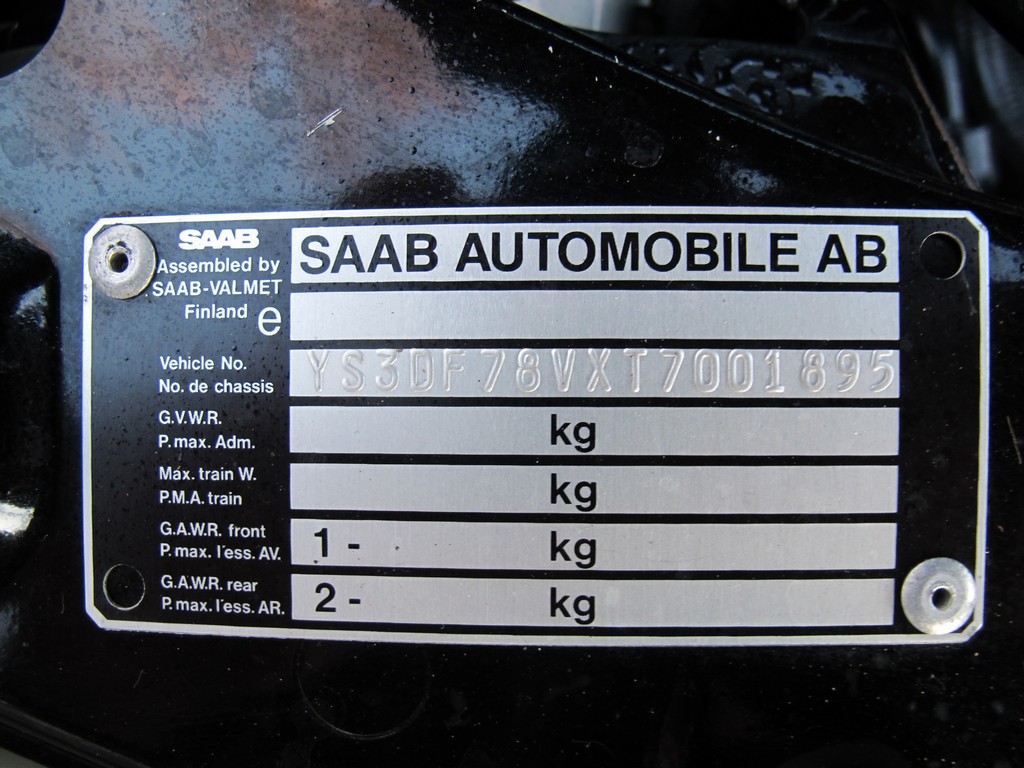 SAAB
SAAB AUTOMOBILE AB
Assembled by
SAAB-VALMET
Finland e
Vehicle No.
No. de chassis
YS3DF78VXT7001895
G.V.W.R.
P. max. Adm.
kg
Max. train W.
P.M.A. train
kg
G.A.W.R. front
P. max. l'ess. AV.
1 - kg
G.A.W.R. rear
P. max. l'ess. AR.
2 - kg